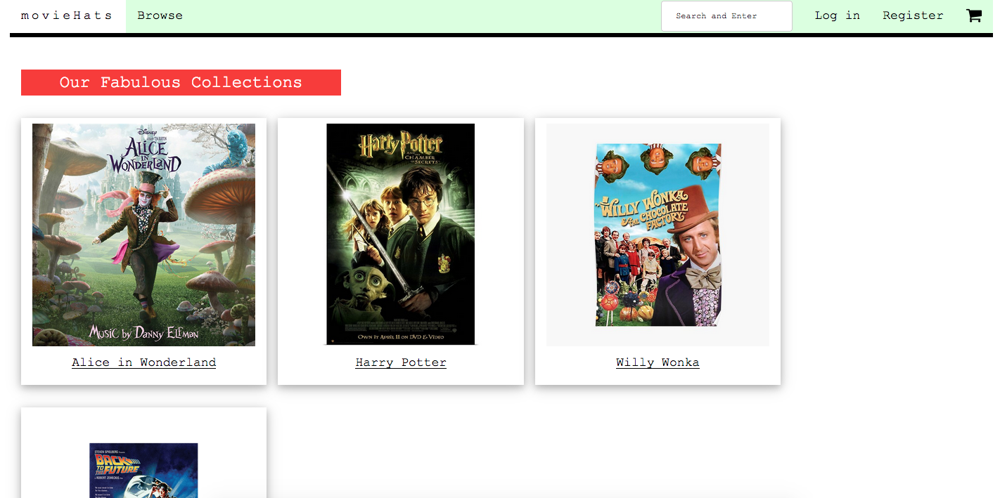 movieHats
Browse
Search and Enter
Log in
Register
Our Fabulous Collections
Disney
ALICE
IN
WONDERLAND
MUSIC by DANNY ELFMAN
Alice in Wonderland
Harry Potter
AND THE
CHAMBER
OF SECRETS
OWN IT APRIL 11 ON DVD & VIDEO
Harry Potter
WILLY WONKA
& THE CHOCOLATE
FACTORY
Willy Wonka
STEVEN SPIELBERG
BACK
TO THE FUTURE
A ROBERT ZEMECKIS